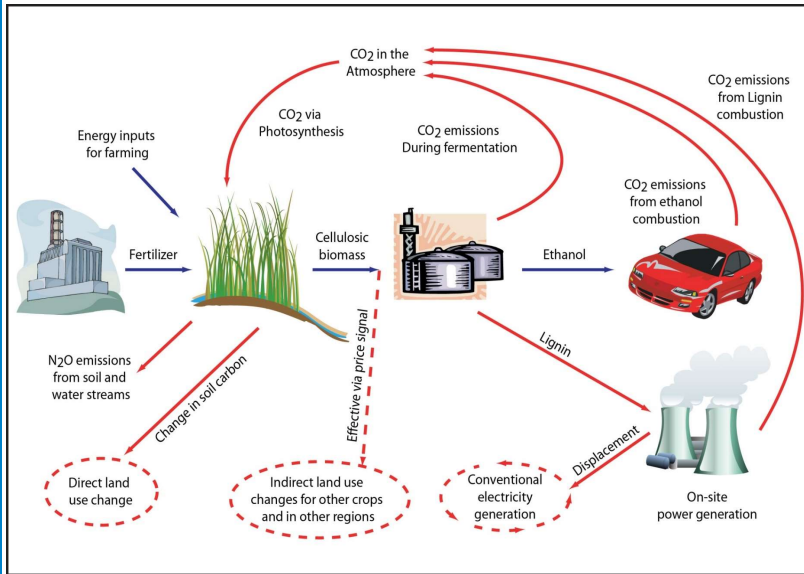 CO2 in the
Atmosphere
CO2 emissions
from Lignin
combustion
CO2 via
Photosynthesis
Energy inputs
for farming
CO2 emissions
During fermentation
CO2 emissions
from ethanol
combustion
Fertilizer
Cellulosic
biomass
Ethanol
N2O emissions
from soil and
water streams
Change in soil carbon
Effective via price signal
Lignin
Displacement
Direct land
use change
Indirect land use
changes for other crops
and in other regions
Conventional
electricity
generation
On-site
power generation